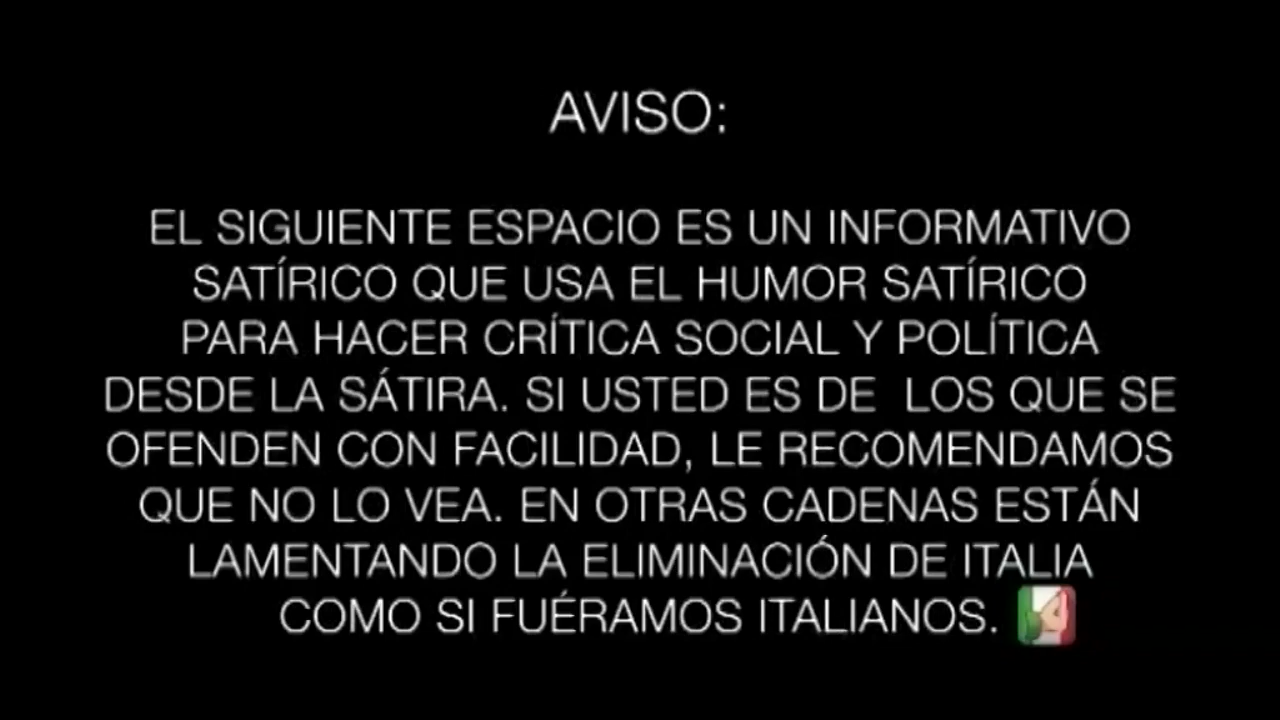 AVISO:
EL SIGUIENTE ESPACIO ES UN INFORMATIVO
SATÍRICO QUE USA EL HUMOR SATÍRICO
PARA HACER CRÍTICA SOCIAL Y POLÍTICA
DESDE LA SÁTIRA. SI USTED ES DE LOS QUE SE
OFENDEN CON FACILIDAD, LE RECOMENDAMOS
QUE NO LO VEA. EN OTRAS CADENAS ESTÁN
LAMENTANDO LA ELIMINACIÓN DE ITALIA
COMO SI FUÉRAMOS ITALIANOS.